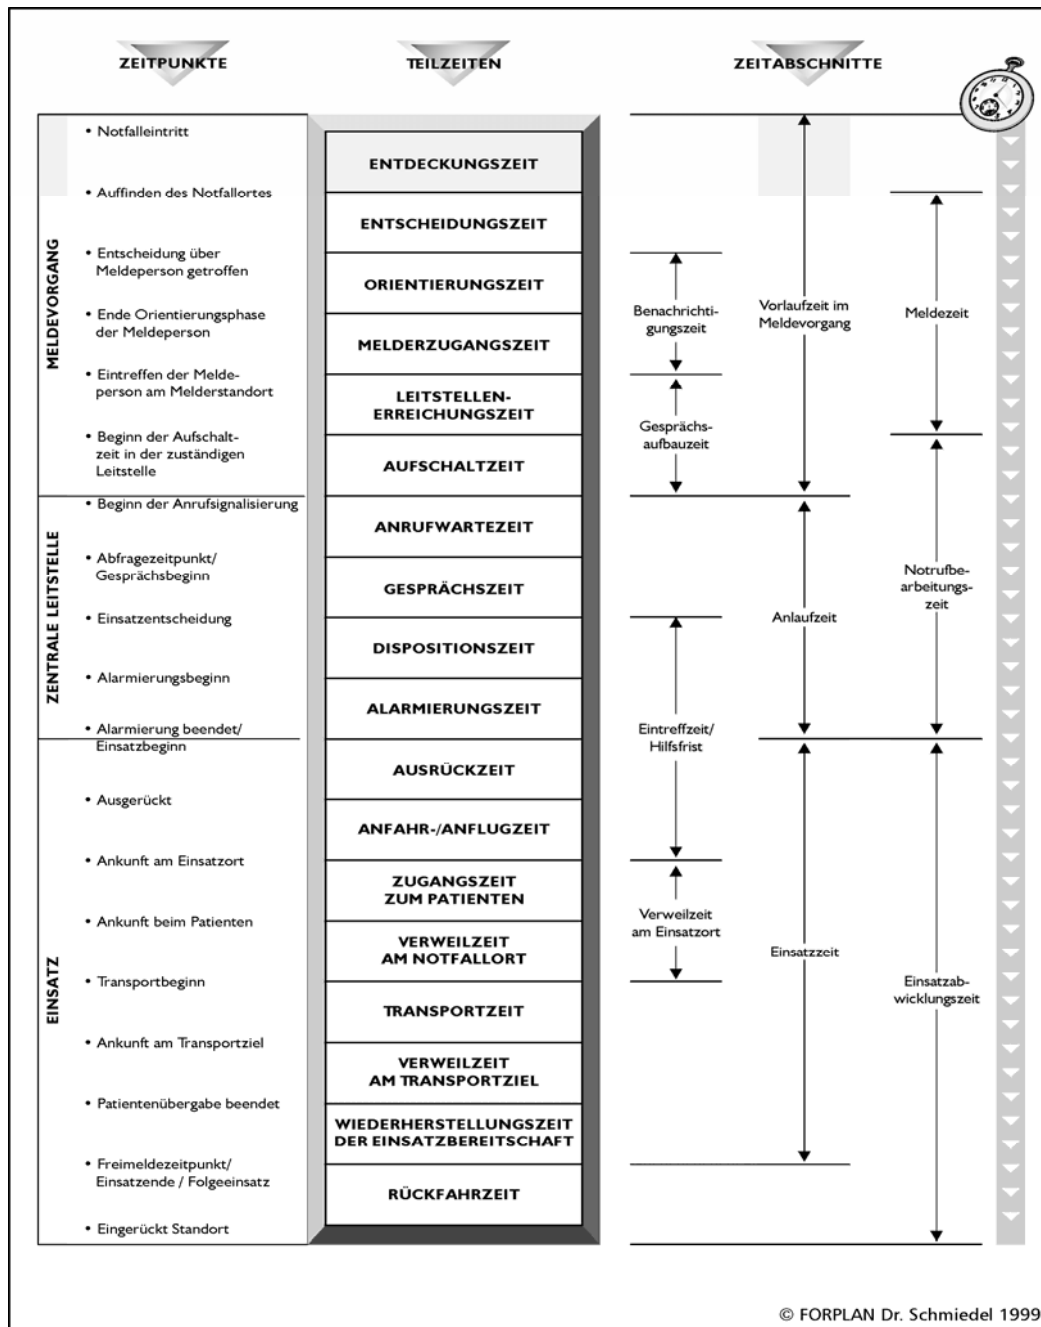 ZEITPUNKTE
TEILZEITEN
ZEITABSCHNITTE
MELDEVORGANG
• Notfalleintritt
• Auffinden des Notfallortes
• Entscheidung über
Meldeperson getroffen
• Ende Orientierungsphase
der Meldeperson
• Eintreffen der Melde-
person am Melderstandort
• Beginn der Aufschalt-
zeit in der zuständigen
Leitstelle
ZENTRALE LEITSTELLE
• Beginn der Anrufsignalisierung
• Abfragezeitpunkt/
Gesprächsbeginn
• Einsatzentscheidung
• Alarmierungsbeginn
• Alarmierung beendet/
Einsatzbeginn
EINSATZ
• Ausgerückt
• Ankunft am Einsatzort
• Ankunft beim Patienten
• Transportbeginn
• Ankunft am Transportziel
• Patientenübergabe beendet
• Freimeldezeitpunkt/
Einsatzende / Folgeeinsatz
• Eingerückt Standort
ENTDECKUNGSZEIT
ENTSCHEIDUNGSZEIT
ORIENTIERUNGSZEIT
MELDERZUGANGSZEIT
LEITSTELLEN-
ERREICHUNGSZEIT
AUFSCHALTZEIT
ANRUFWARTEZEIT
GESPRÄCHSZEIT
DISPOSITIONSZEIT
ALARMIERUNGSZEIT
AUSRÜCKZEIT
ANFAHR-/ANFLUGZEIT
ZUGANGSZEIT
ZUM PATIENTEN
VERWEILZEIT
AM NOTFALLORT
TRANSPORTZEIT
VERWEILZEIT
AM TRANSPORTZIEL
WIEDERHERSTELLUNGSZEIT
DER EINSATZBEREITSCHAFT
RÜCKFAHRZEIT
Benachrichti-
gungszeit
Gesprächs-
aufbauzeit
Eintreffzeit/
Hilfsfrist
Verweilzeit
am Einsatzort
Vorlaufzeit im
Meldevorgang
Anlaufzeit
Einsatzzeit
Meldezeit
Notrufbe-
arbeitungs-
zeit
Einsatzab-
wicklungszeit
© FORPLAN Dr. Schmiedel 1999